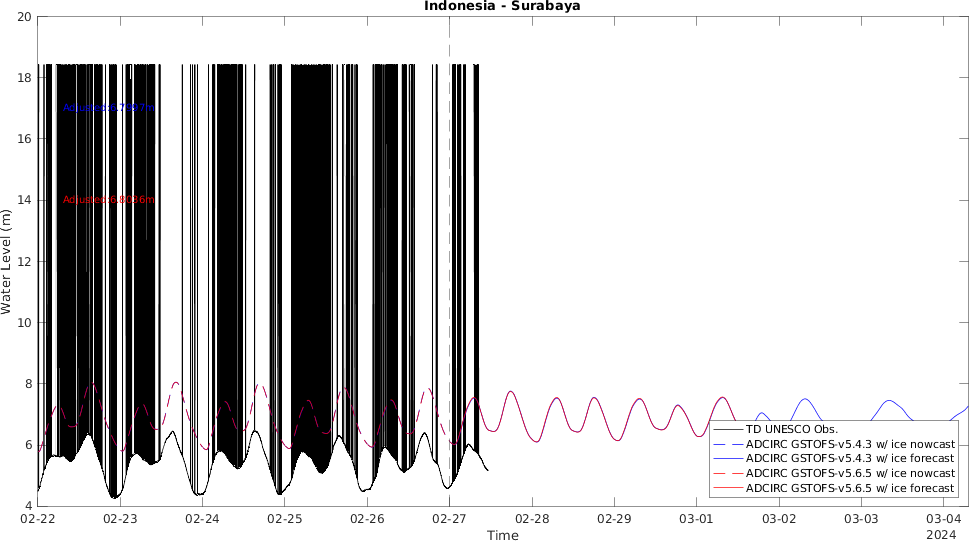 Indonesia - Surabaya
Water Level (m)
20
18
16
14
12
10
8
6
4
02-22
02-23
02-24
02-25
02-26
02-27
02-28
02-29
03-01
03-02
03-03
03-04
2024
Time
TD UNESCO Obs.
ADCIRC GSTOFS-v5.4.3 w/ ice nowcast
ADCIRC GSTOFS-v5.4.3 w/ ice forecast
ADCIRC GSTOFS-v5.6.5 w/ ice nowcast
ADCIRC GSTOFS-v5.6.5 w/ ice forecast